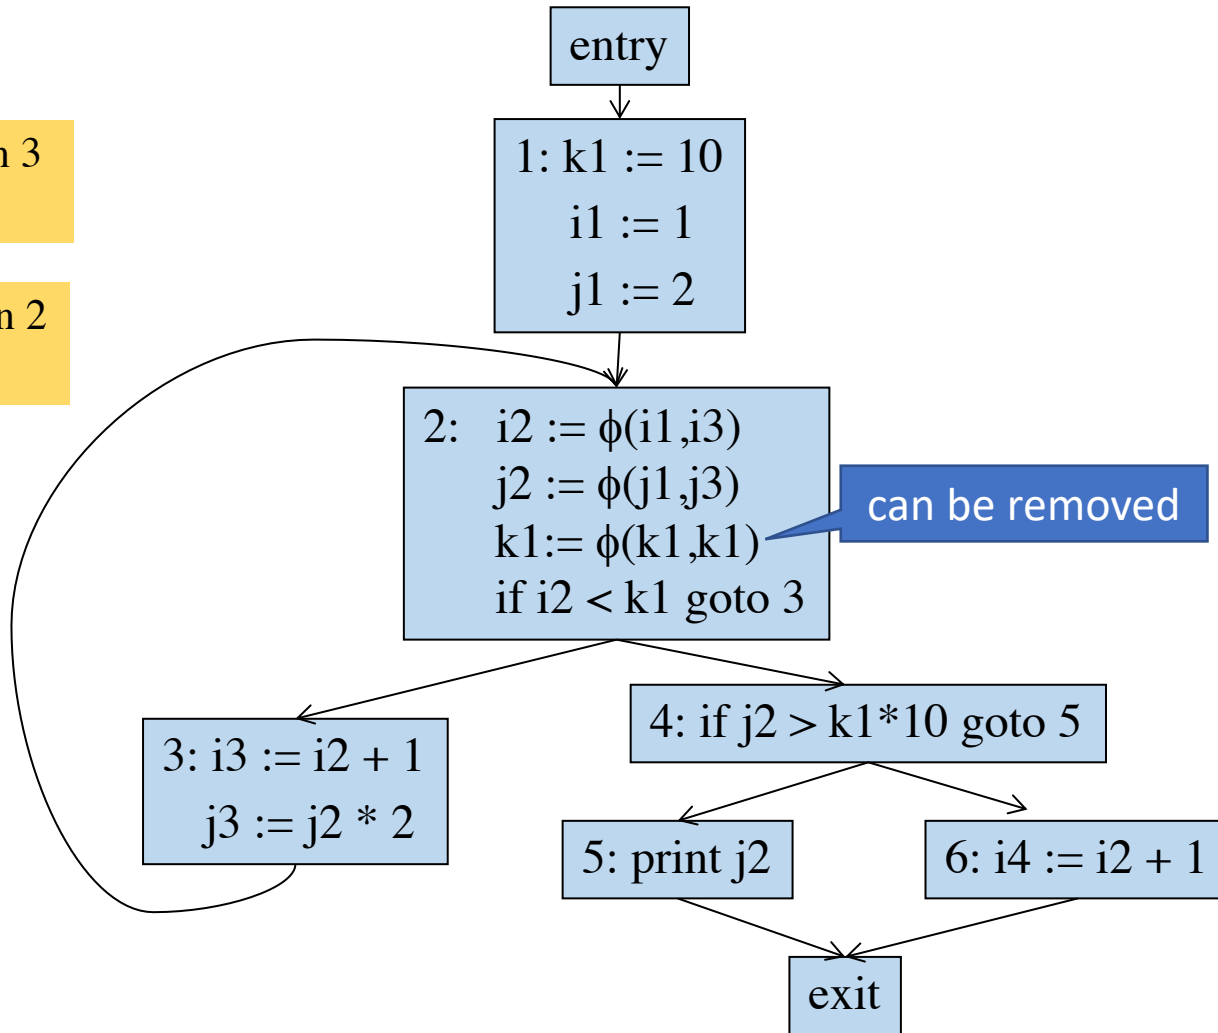 entry
n 3
1: k1 := 10
i1 := 1
j1 := 2
n 2
2: i2 := ϕ(i1,i3)
j2 := ϕ(j1,j3)
k1:= ϕ(k1,k1)
if i2 < k1 goto 3
can be removed
3: i3 := i2 + 1
j3 := j2 * 2
4: if j2 > k1*10 goto 5
5: print j2
6: i4 := i2 + 1
exit